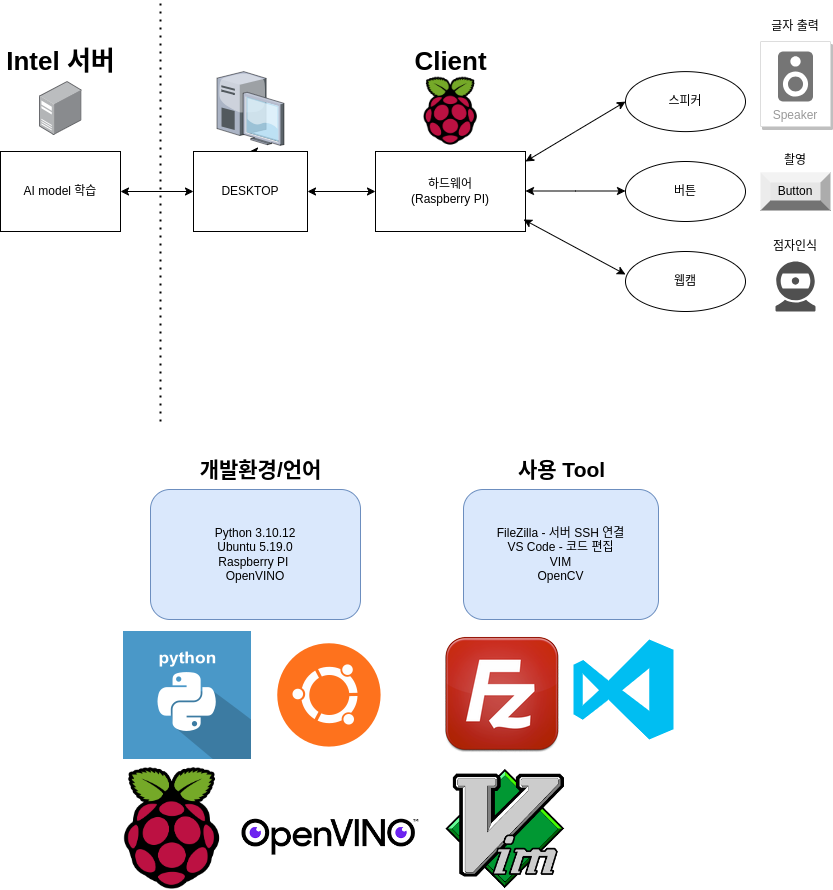 글자 출력
Intel 서버
Client
스피커
Speaker
AI model 학습
DESKTOP
하드웨어
(Raspberry PI)
버튼
촬영
Button
점자인식
웹캠
개발환경/언어
사용 Tool
Python 3.10.12
Ubuntu 5.19.0
Raspberry PI
OpenVINO
FileZilla - 서버 SSH 연결
VS Code - 코드 편집
VIM
OpenCV
python
Fz
OpenVINO™
Vim